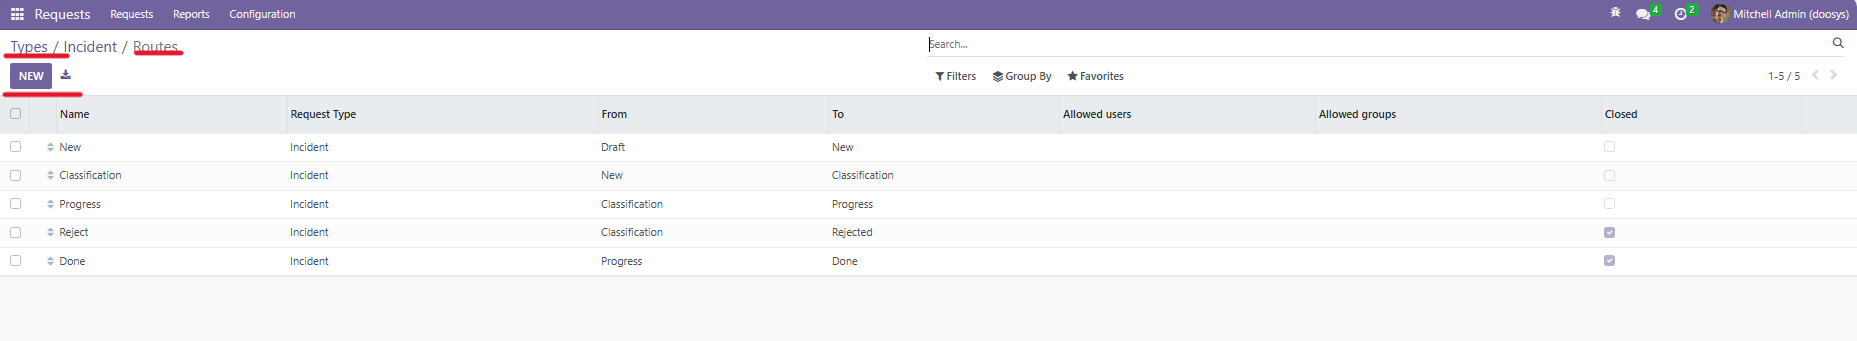 Requests Requests Reports Configuration 4 2 Mitchell Admin (doosys)
Types / Incident / Routes Search...
NEW Filters Group By Favorites 1-5 / 5
Name Request Type From To Allowed users Allowed groups Closed
New Incident Draft New
Classification Incident New Classification
Progress Incident Classification Progress
Reject Incident Classification Rejected
Done Incident Progress Done